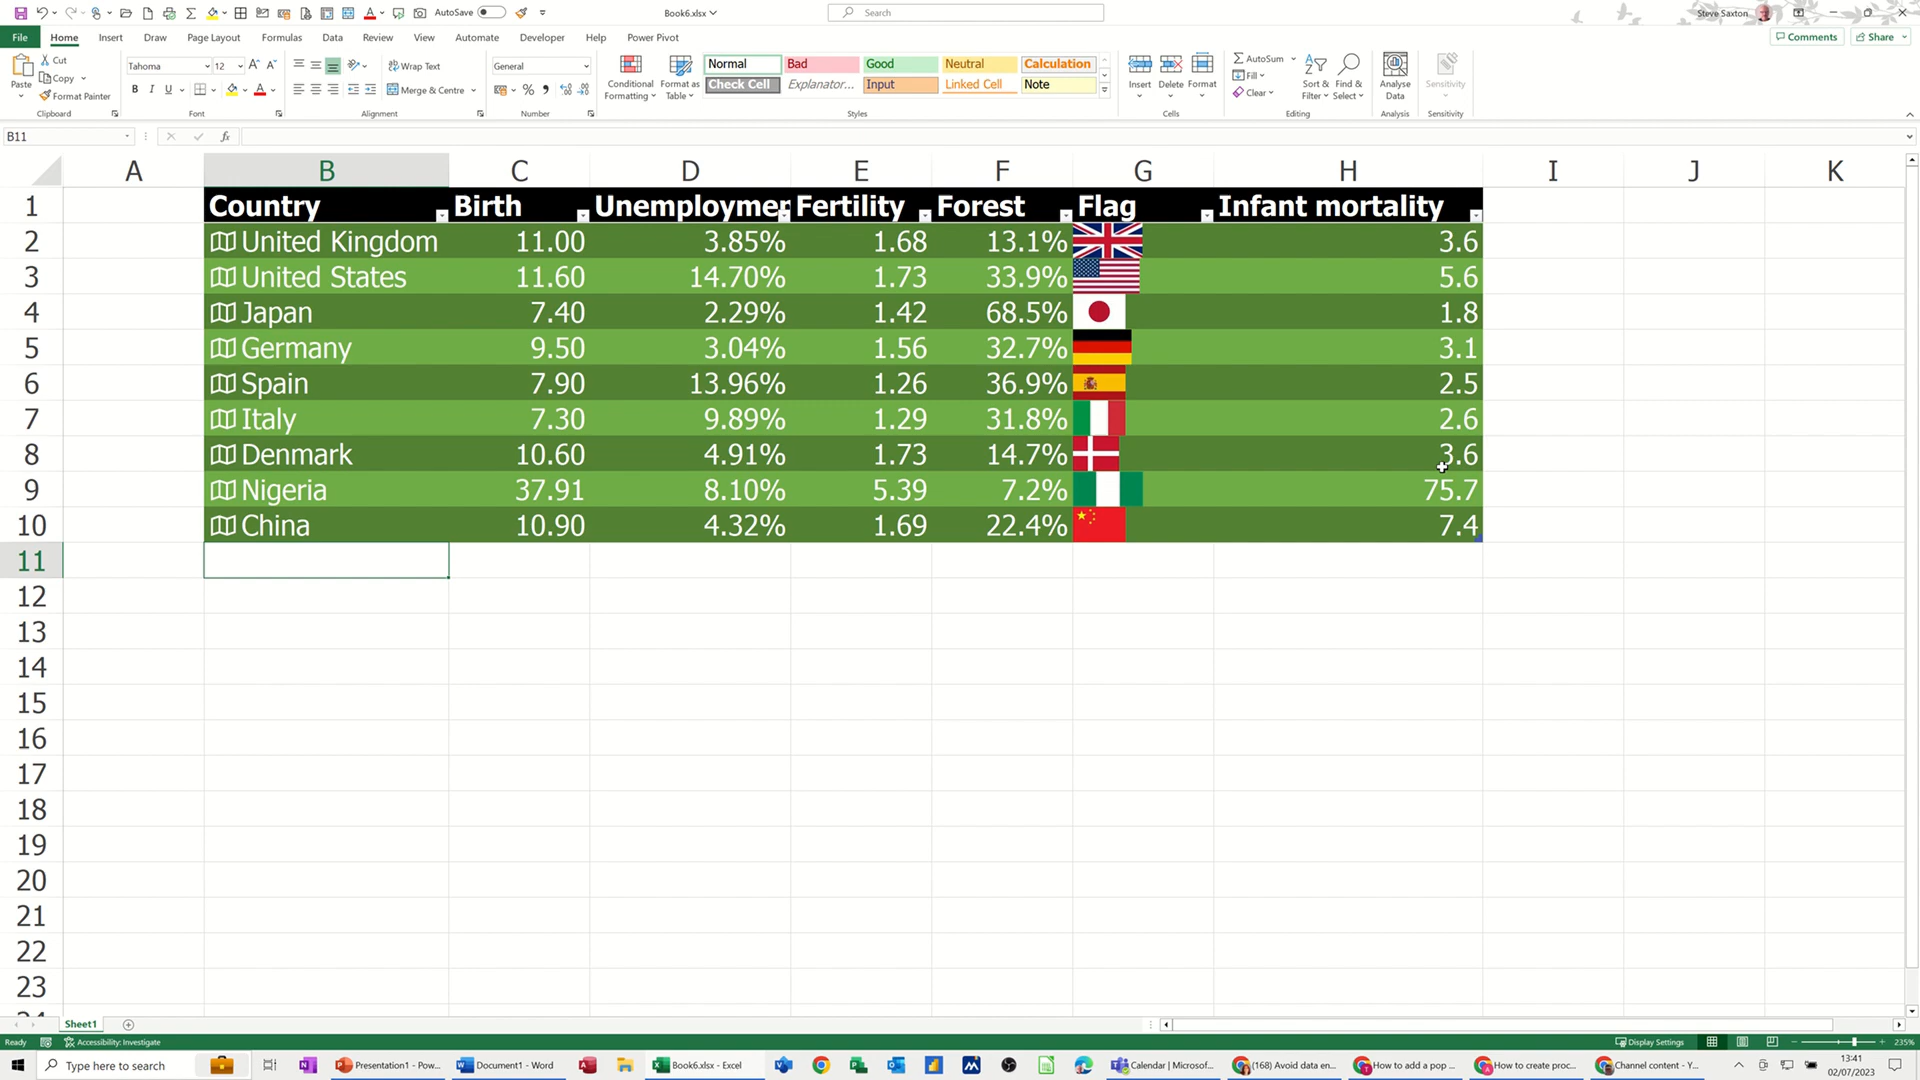 AutoSave
Book6.xlsx
Search
Steve Saxton
File Home Insert Draw Page Layout Formulas Data Review View Automate Developer Help Power Pivot
Comments Share
Paste
Cut
Copy
Format Painter
Clipboard
Tahoma 12
B I U
Font
Wrap Text
Merge & Centre
Alignment
General
Number
Conditional
Formatting
Format as
Table
Normal Bad Good Neutral Calculation
Check Cell Explanator... Input Linked Cell Note
Styles
Insert Delete Format
Cells
AutoSum
Fill
Clear
Sort &
Filter
Find &
Select
Editing
Analyse
Data
Analysis
Sensitivity
Sensitivity
B11 fx
A B C D E F G H I J K
1 Country Birth Unemploymen Fertility Forest Flag Infant mortality
2 United Kingdom 11.00 3.85% 1.68 13.1% 3.6
3 United States 11.60 14.70% 1.73 33.9% 5.6
4 Japan 7.40 2.29% 1.42 68.5% 1.8
5 Germany 9.50 3.04% 1.56 32.7% 3.1
6 Spain 7.90 13.96% 1.26 36.9% 2.5
7 Italy 7.30 9.89% 1.29 31.8% 2.6
8 Denmark 10.60 4.91% 1.73 14.7% 3.6
9 Nigeria 37.91 8.10% 5.39 7.2% 75.7
10 China 10.90 4.32% 1.69 22.4% 7.4
11
12
13
14
15
16
17
18
19
20
21
22
23
Sheet1
Ready Accessibility: Investigate
Display Settings 235%
Type here to search
Presentation1 - Pow...
Document1 - Word
Book6.xlsx - Excel
Calendar | Microsof...
(168) Avoid data en...
How to add a pop ...
How to create proc...
Channel content - Y...
13:41
02/07/2023